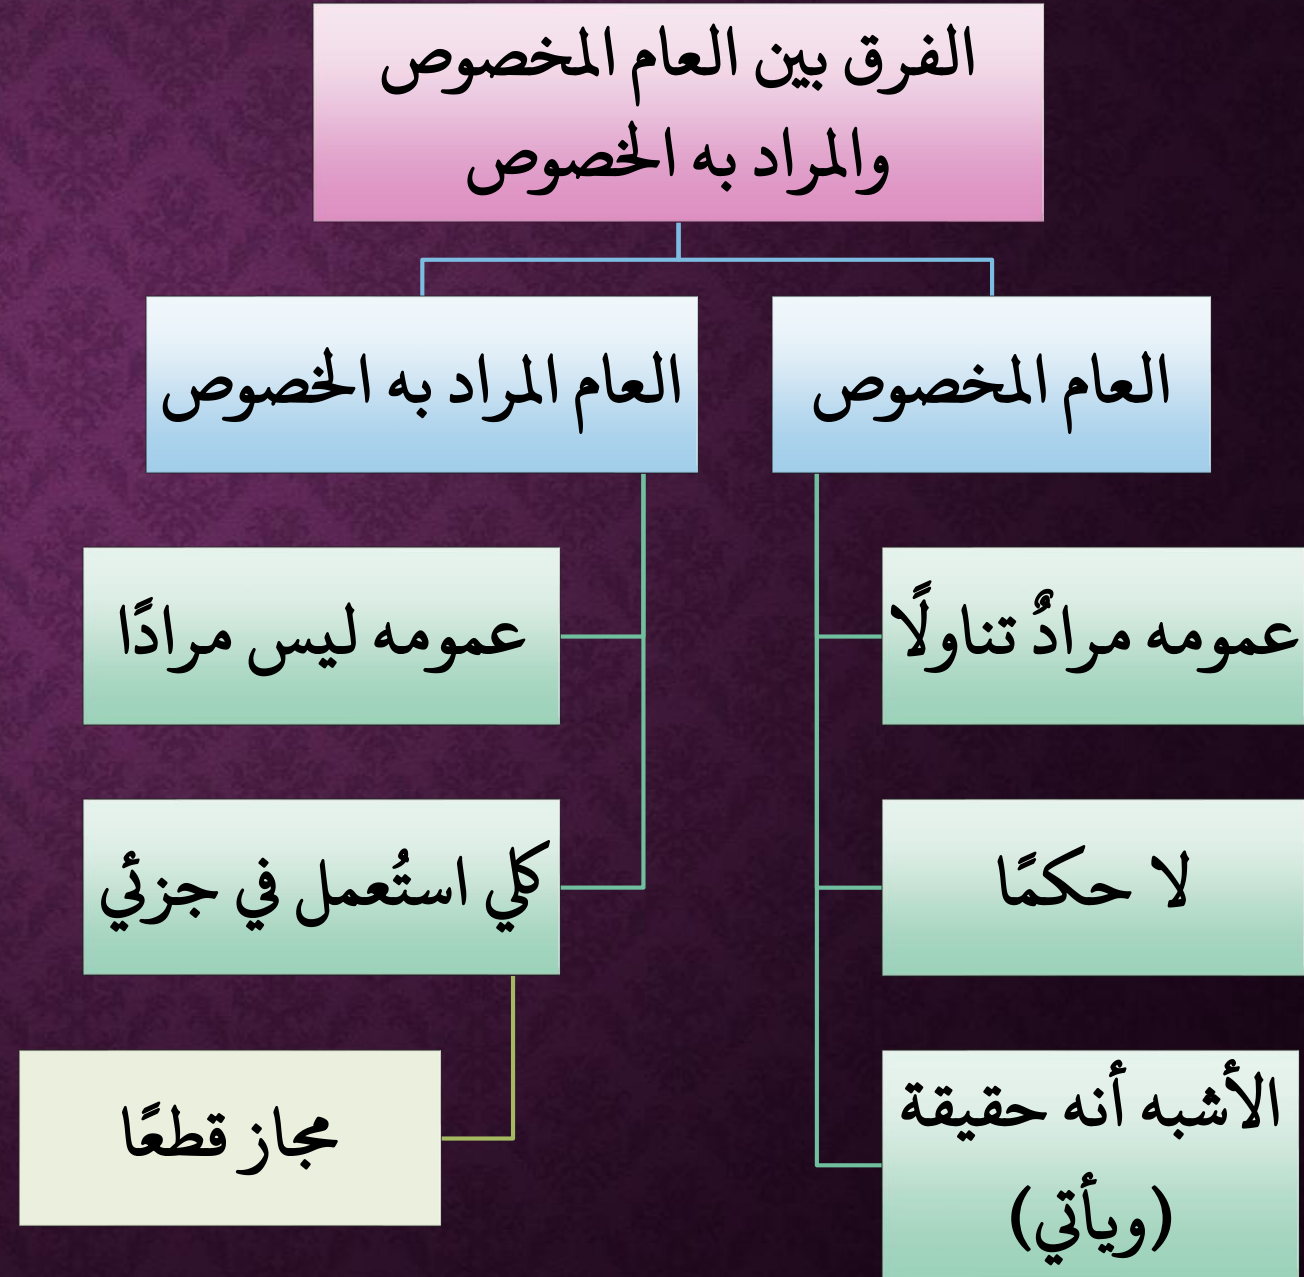 الفرق بين العام المخصوص
والمراد به الخصوص
العام المخصوص
العام المراد به الخصوص
عمومه مرادٌ تناولًا
عمومه ليس مرادًا
لا حكمًا
كلي استُعمل في جزئي
الأشبه أنه حقيقة
(ويأتي)
مجاز قطعًا